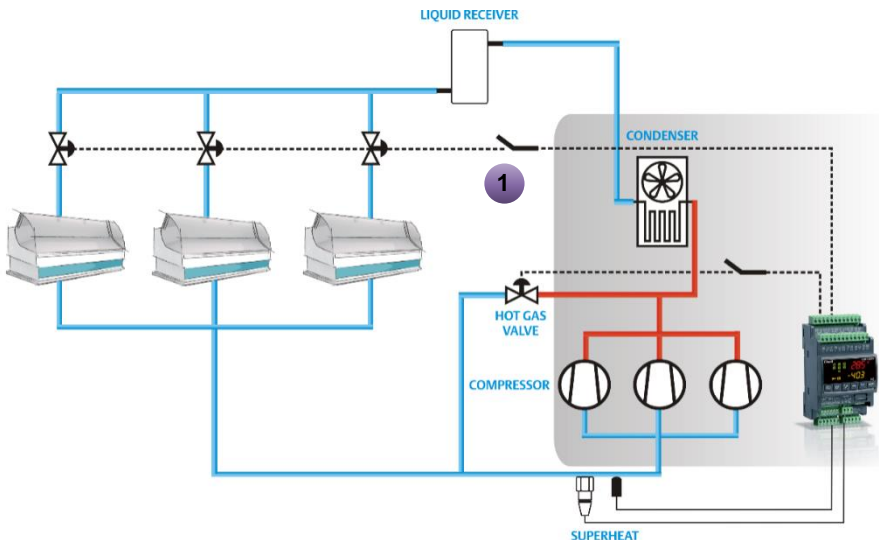 LIQUID RECEIVER
CONDENSER
1
HOT GAS
VALVE
COMPRESSOR
SUPERHEAT